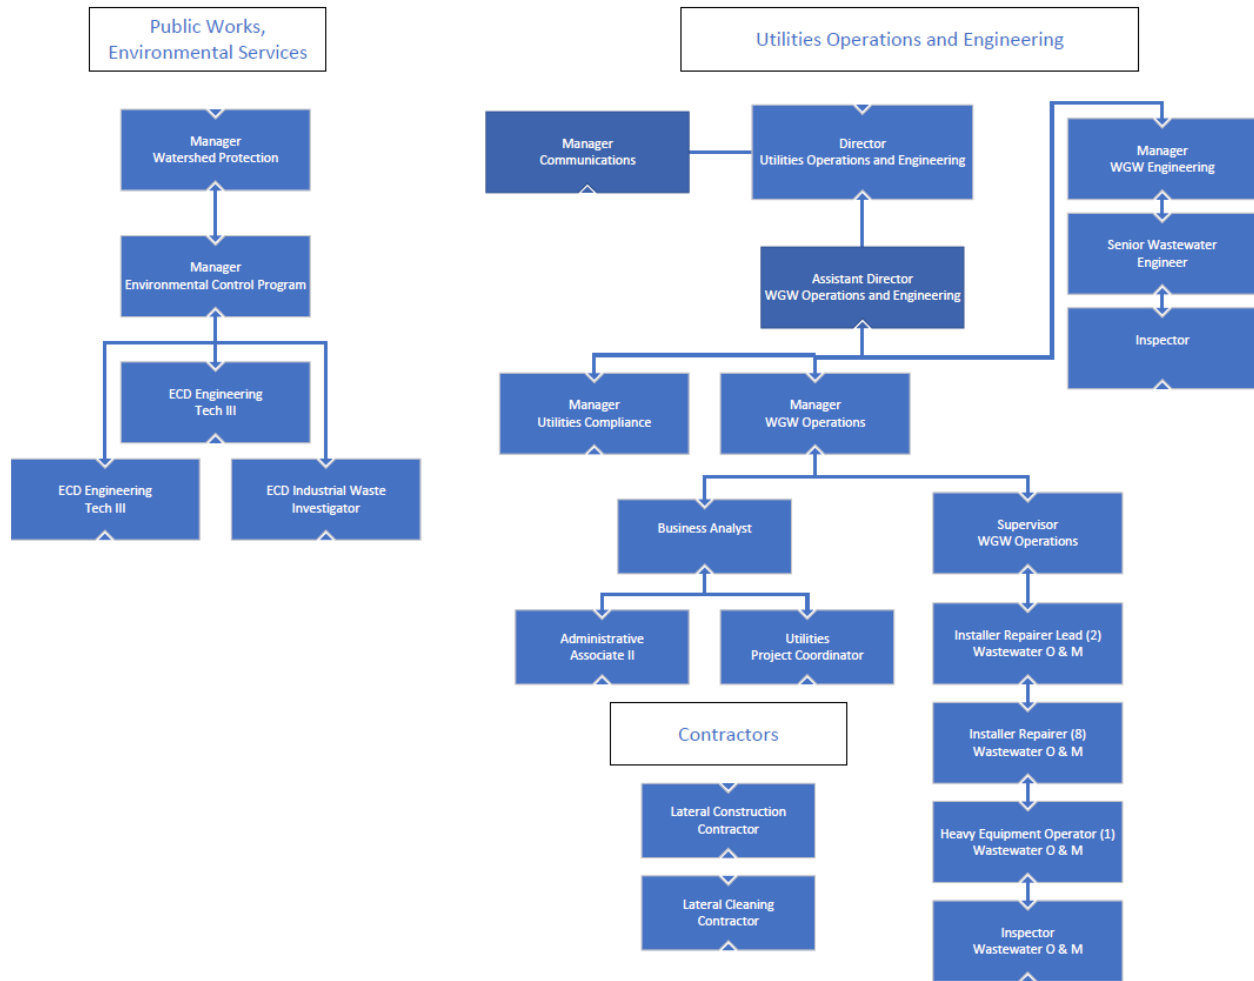 Public Works,
Environmental Services
Manager
Watershed Protection
Manager
Environmental Control Program
ECD Engineering
Tech III
ECD Engineering
Tech III
ECD Industrial Waste
Investigator
Utilities Operations and Engineering
Manager
Communications
Director
Utilities Operations and Engineering
Manager
WGW Engineering
Senior Wastewater
Engineer
Inspector
Assistant Director
WGW Operations and Engineering
Manager
Utilities Compliance
Manager
WGW Operations
Business Analyst
Supervisor
WGW Operations
Administrative
Associate II
Utilities
Project Coordinator
Installer Repairer Lead (2)
Wastewater O & M
Installer Repairer (8)
Wastewater O & M
Heavy Equipment Operator (1)
Wastewater O & M
Inspector
Wastewater O & M
Contractors
Lateral Construction
Contractor
Lateral Cleaning
Contractor